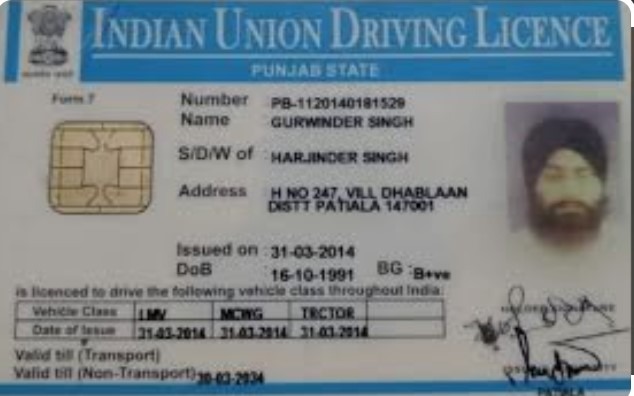 INDIAN UNION DRIVING LICENCE
PUNJAB STATE
Form 7
Number PB-1120140181529
Name GURWINDER SINGH
S/D/W of : HARJINDER SINGH
Address H NO 247, VILL DHABLAAN
DISTT PATIALA 147001
Issued on : 31-03-2014
DoB : 16-10-1991 BG : B+ve
is licenced to drive the following vehicle class throughout India:
Vehicle Class LMV MCWG TRCTOR
Date of Issue 31-03-2014 31-03-2014 31-03-2014
Valid till (Transport)
Valid till (Non-Transport) 30-03-2034
PATIALA